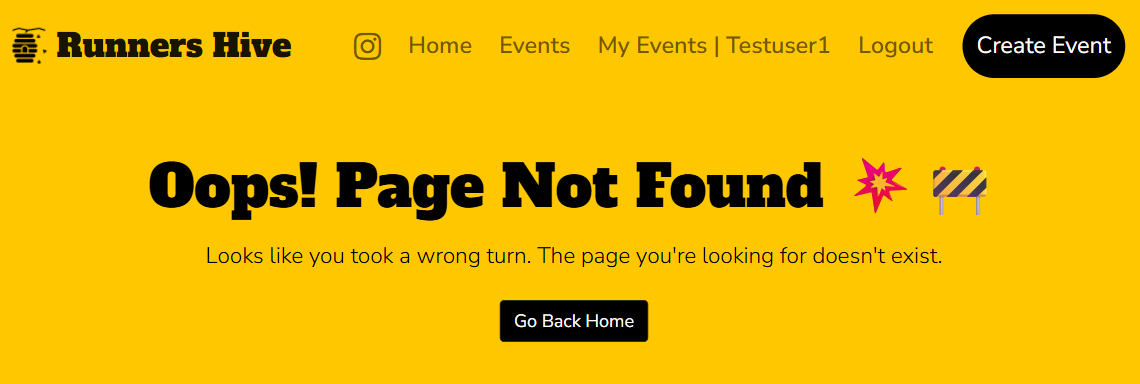 Runners Hive Home Events My Events | Testuser1 Logout Create Event
Oops! Page Not Found
Looks like you took a wrong turn. The page you're looking for doesn't exist.
Go Back Home